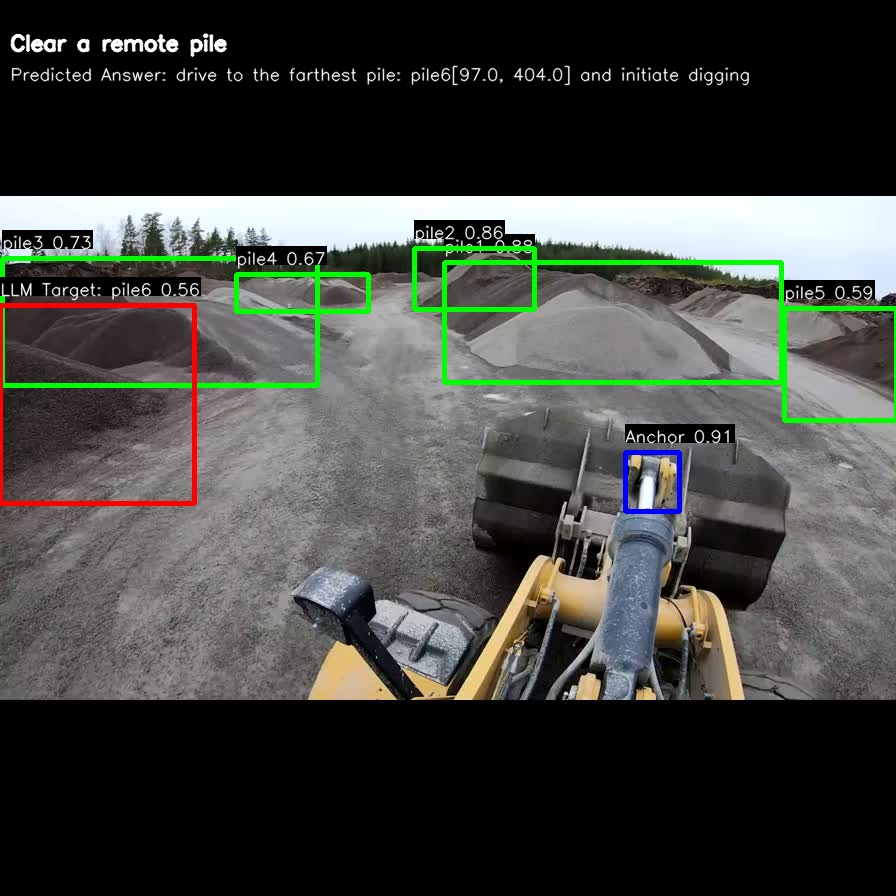 Clear a remote pile
Predicted Answer: drive to the farthest pile: pile6[97.0, 404.0] and initiate digging
pile2 0.86
pile3 0.73
pile1 0.88
pile4 0.67
LLM Target: pile6 0.56
pile5 0.59
Anchor 0.91